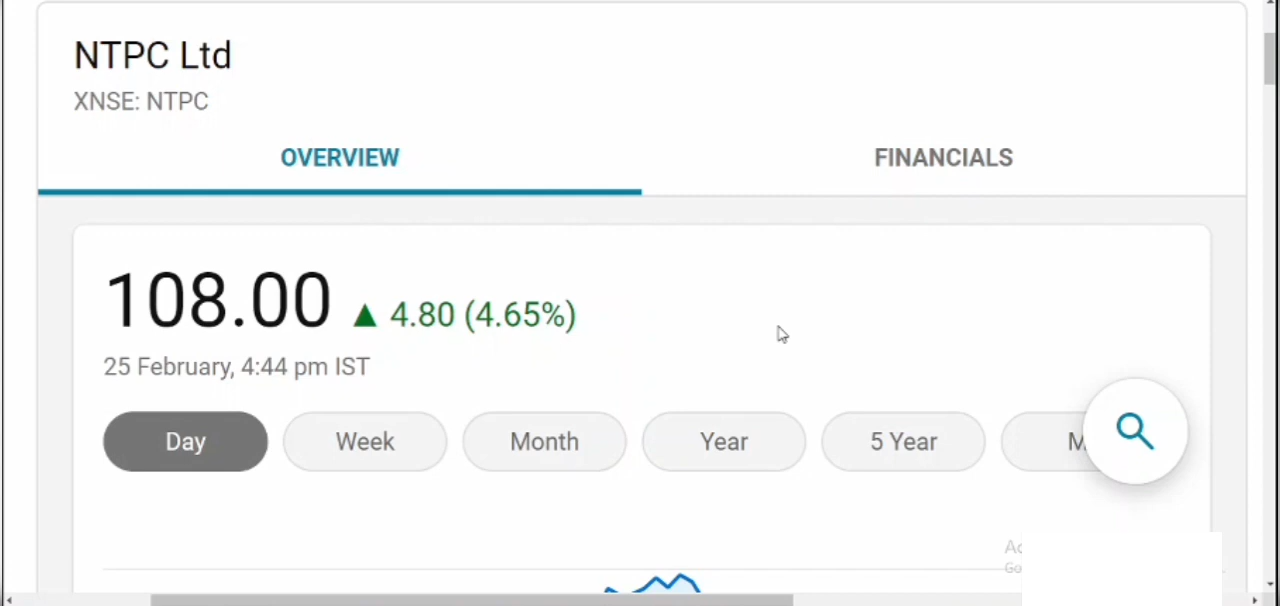 NTPC Ltd
XNSE: NTPC
OVERVIEW FINANCIALS
108.00 ▲ 4.80 (4.65%)
25 February, 4:44 pm IST
Day Week Month Year 5 Year